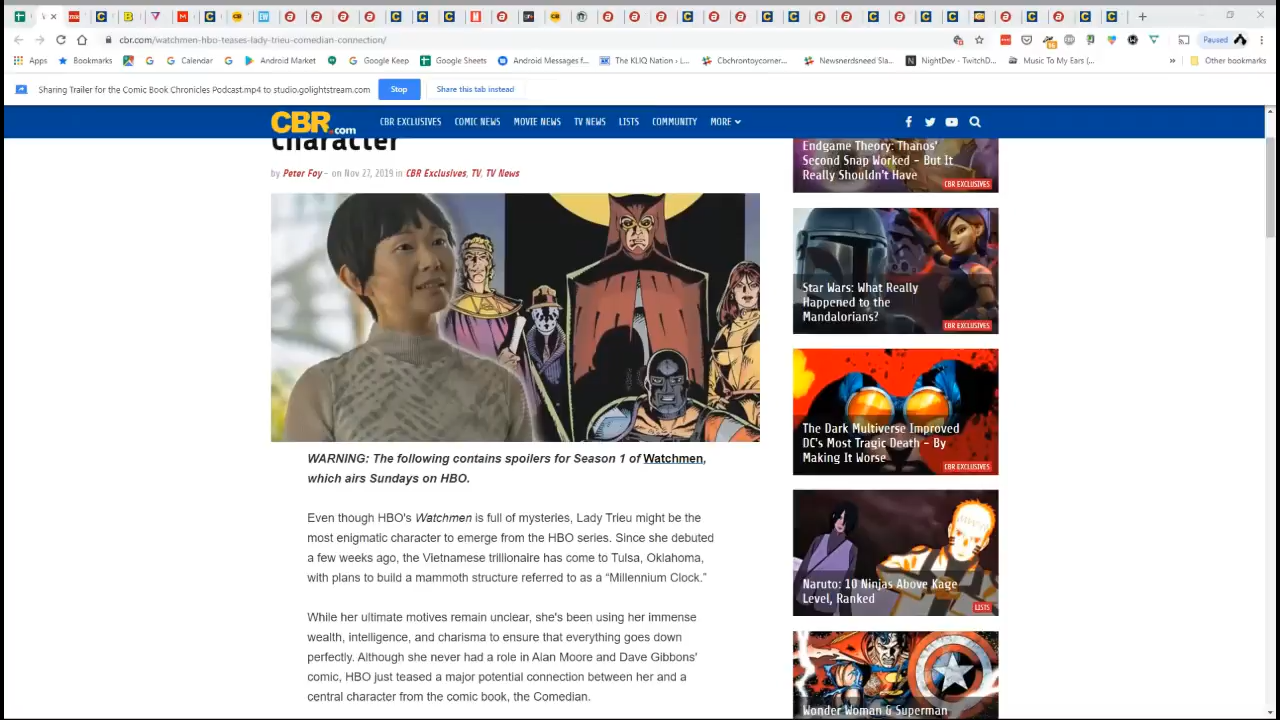 cbr.com/watchmen-hbo-teases-lady-trieu-comedian-connection/
Paused
Apps
Bookmarks
Calendar
Android Market
Google Keep
Google Sheets
Android Messages f...
The KLIQ Nation › L...
Cbchrontoycorner...
Newsnerdsneed Sla...
NightDev - TwitchD...
Music To My Ears (...
»
Other bookmarks
Sharing Trailer for the Comic Book Chronicles Podcast.mp4 to studio.golightstream.com
Stop
Share this tab instead
CBR.com
CBR EXCLUSIVES
COMIC NEWS
MOVIE NEWS
TV NEWS
LISTS
COMMUNITY
MORE
character
by Peter Foy – on Nov 27, 2019 in CBR Exclusives, TV, TV News
WARNING: The following contains spoilers for Season 1 of Watchmen,
which airs Sundays on HBO.
Even though HBO's Watchmen is full of mysteries, Lady Trieu might be the
most enigmatic character to emerge from the HBO series. Since she debuted
a few weeks ago, the Vietnamese trillionaire has come to Tulsa, Oklahoma,
with plans to build a mammoth structure referred to as a “Millennium Clock.”
While her ultimate motives remain unclear, she's been using her immense
wealth, intelligence, and charisma to ensure that everything goes down
perfectly. Although she never had a role in Alan Moore and Dave Gibbons'
comic, HBO just teased a major potential connection between her and a
central character from the comic book, the Comedian.
Endgame Theory: Thanos'
Second Snap Worked – But It
Really Shouldn't Have
CBR EXCLUSIVES
Star Wars: What Really
Happened to the
Mandalorians?
CBR EXCLUSIVES
The Dark Multiverse Improved
DC's Most Tragic Death – By
Making It Worse
CBR EXCLUSIVES
Naruto: 10 Ninjas Above Kage
Level, Ranked
LISTS
Wonder Woman & Superman